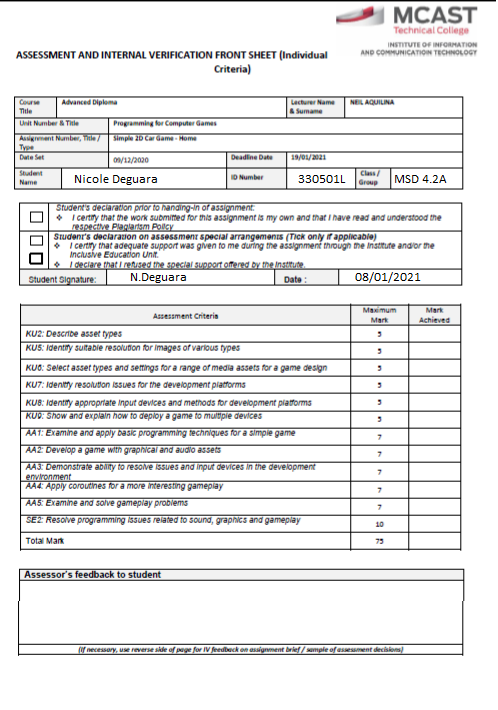 MCAST
Technical College
INSTITUTE OF INFORMATION
AND COMMUNICATION TECHNOLOGY
ASSESSMENT AND INTERNAL VERIFICATION FRONT SHEET (Individual
Criteria)
Course Title Advanced Diploma Lecturer Name & Surname NEIL AQUILINA
Unit Number & Title Programming for Computer Games
Assignment Number, Title / Type Simple 2D Car Game - Home
Date Set 09/12/2020 Deadline Date 19/01/2021
Student Name Nicole Deguara ID Number 330501L Class / Group MSD 4.2A
Student's declaration prior to handing-in of assignment:
❖ I certify that the work submitted for this assignment is my own and that I have read and understood the
respective Plagiarism Policy
Student's declaration on assessment special arrangements (Tick only if applicable)
❖ I certify that adequate support was given to me during the assignment through the Institute and/or the
Inclusive Education Unit.
❖ I declare that I refused the special support offered by the Institute.
Student Signature: N.Deguara Date : 08/01/2021
Assessment Criteria Maximum Mark Mark Achieved
KU2: Describe asset types 5
KU5: Identify suitable resolution for images of various types 5
KU6: Select asset types and settings for a range of media assets for a game design 5
KU7: Identify resolution issues for the development platforms 5
KU8: Identify appropriate input devices and methods for development platforms 5
KU9: Show and explain how to deploy a game to multiple devices 5
AA1: Examine and apply basic programming techniques for a simple game 7
AA2: Develop a game with graphical and audio assets 7
AA3: Demonstrate ability to resolve issues and input devices in the development
environment 7
AA4: Apply coroutines for a more interesting gameplay 7
AA5: Examine and solve gameplay problems 7
SE2: Resolve programming issues related to sound, graphics and gameplay 10
Total Mark 75
Assessor's feedback to student
(If necessary, use reverse side of page for IV feedback on assignment brief / sample of assessment decisions)